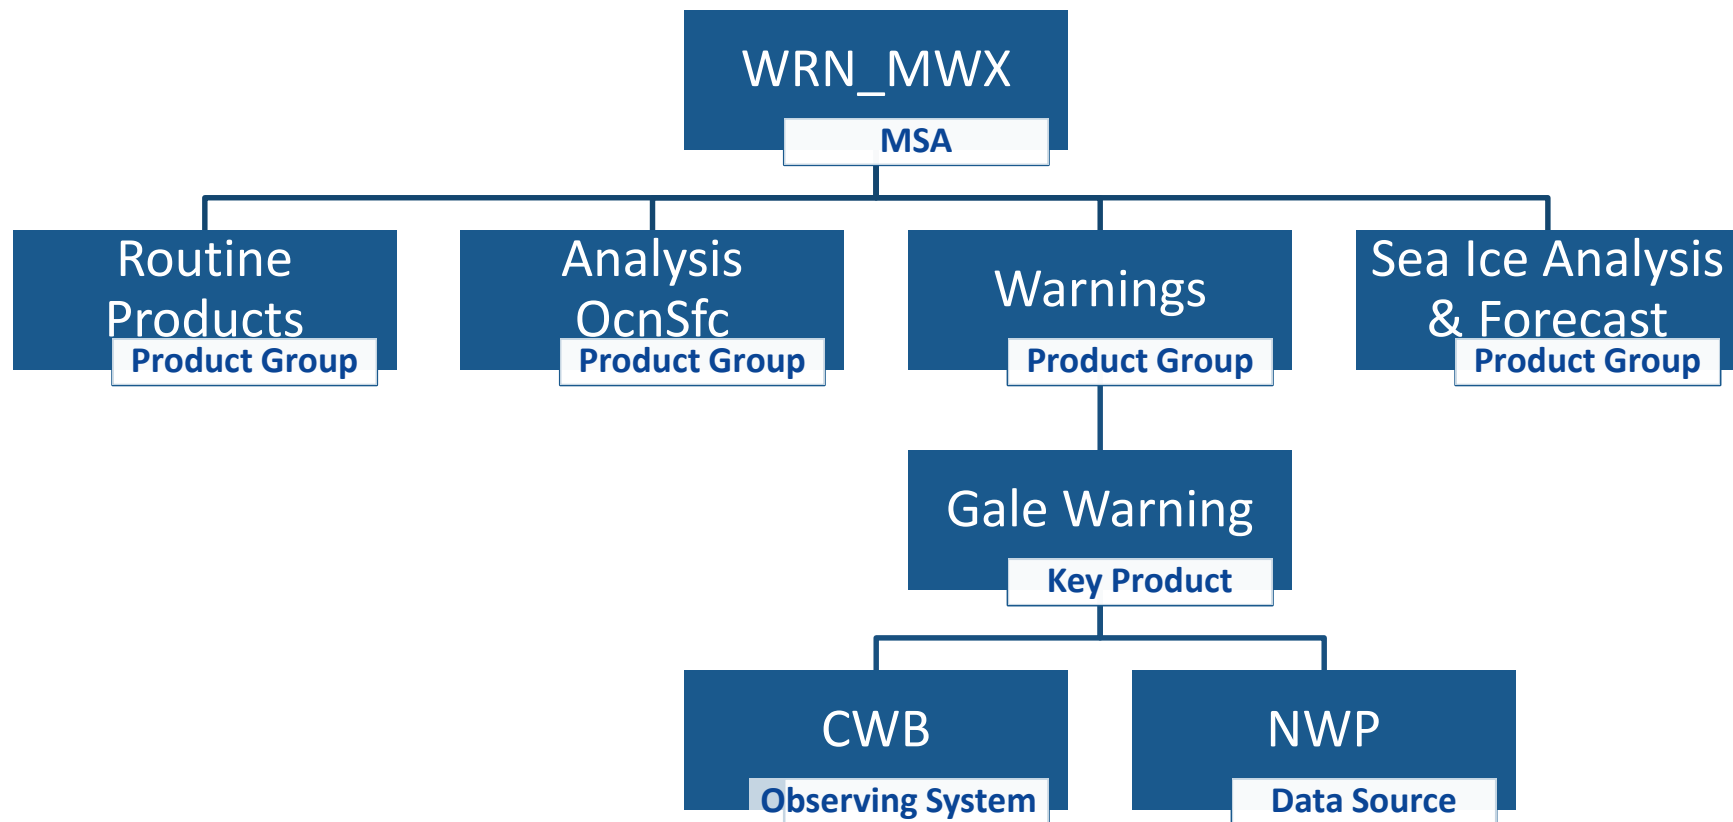 WRN_MWX
MSA
Routine
Products
Product Group
Analysis
OcnSfc
Product Group
Warnings
Product Group
Sea Ice Analysis
& Forecast
Product Group
Gale Warning
Key Product
CWB
Observing System
NWP
Data Source